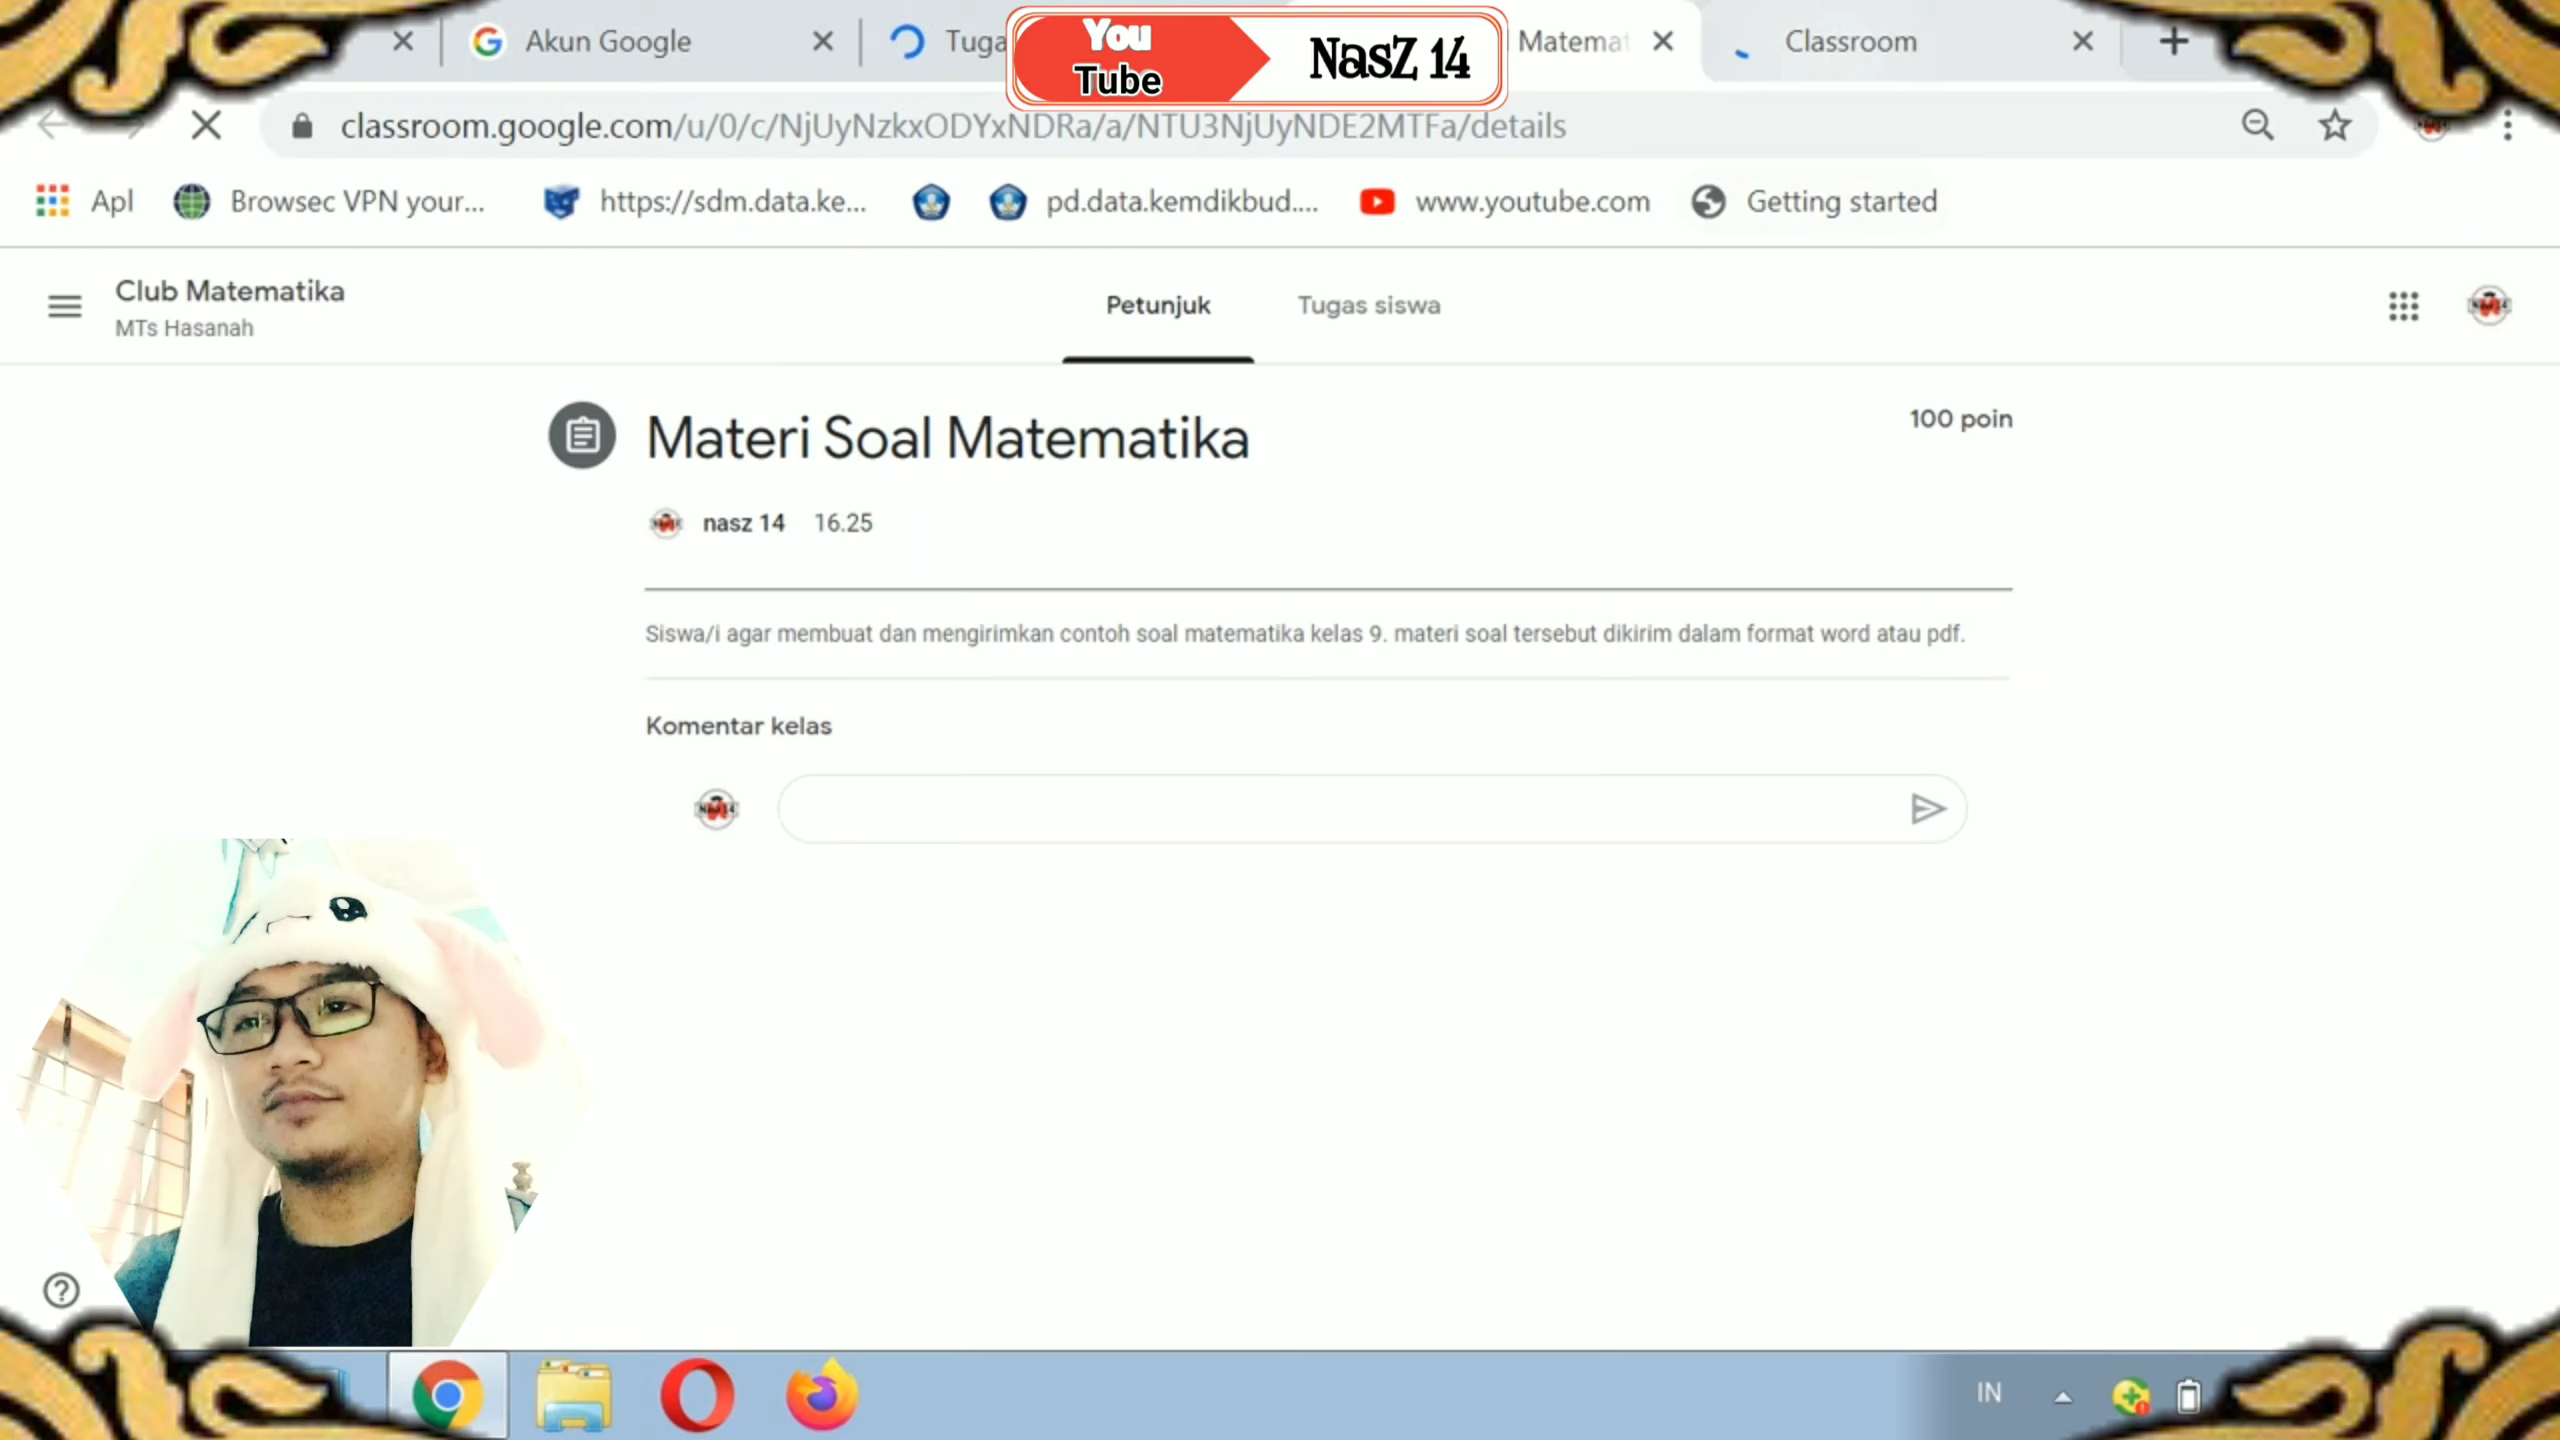 Akun Google
Tuga
You
Tube
NasZ 14
Matemat
Classroom
classroom.google.com/u/0/c/NjUyNzkxODYxNDRa/a/NTU3NjUyNDE2MTFa/details
Apl
Browsec VPN your...
https://sdm.data.ke...
pd.data.kemdikbud....
www.youtube.com
Getting started
Club Matematika
MTs Hasanah
Petunjuk
Tugas siswa
Materi Soal Matematika
100 poin
nasz 14
16.25
Siswa/i agar membuat dan mengirimkan contoh soal matematika kelas 9. materi soal tersebut dikirim dalam format word atau pdf.
Komentar kelas
IN